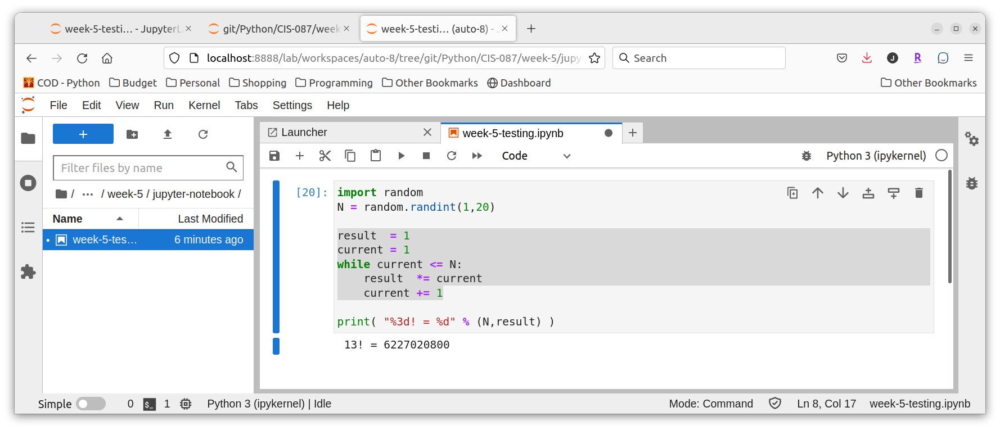 week-5-testi… - JupyterL
git/Python/CIS-087/week
week-5-testi… (auto-8) -
localhost:8888/lab/workspaces/auto-8/tree/git/Python/CIS-087/week-5/jupy
Search
J
R
COD - Python
Budget
Personal
Shopping
Programming
Other Bookmarks
Dashboard
Other Bookmarks
File Edit View Run Kernel Tabs Settings Help
Filter files by name
/ ··· / week-5 / jupyter-notebook /
Name
Last Modified
week-5-tes…
6 minutes ago
Launcher
week-5-testing.ipynb
Code
Python 3 (ipykernel)
[20]:
import random
N = random.randint(1,20)
result  = 1
current = 1
while current <= N:
    result  *= current
    current += 1
print( "%3d! = %d" % (N,result) )
 13! = 6227020800
Simple
0
$_
1
Python 3 (ipykernel) | Idle
Mode: Command
Ln 8, Col 17
week-5-testing.ipynb